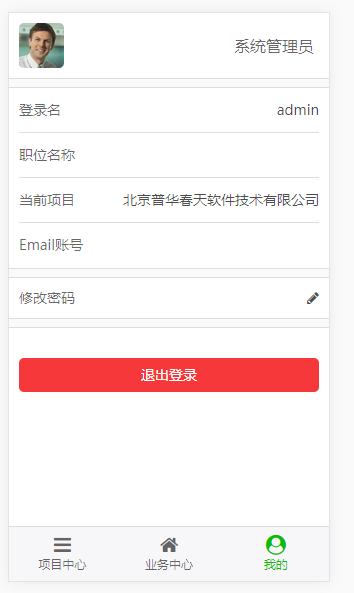 系统管理员
登录名 admin
职位名称
当前项目 北京普华春天软件技术有限公司
Email账号
修改密码
退出登录
项目中心 业务中心 我的